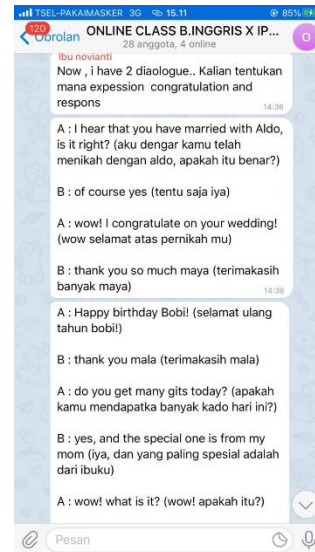 TSEL-PAKAIMASKER 3G 15.11 85%
120
Obrolan ONLINE CLASS B.INGGRIS X IP...
28 anggota, 4 online
O
Ibu novianti
Now , i have 2 diaologue.. Kalian tentukan
mana expession congratulation and
respons
14:36
A : I hear that you have married with Aldo,
is it right? (aku dengar kamu telah
menikah dengan aldo, apakah itu benar?)
B : of course yes (tentu saja iya)
A : wow! I congratulate on your wedding!
(wow selamat atas pernikah mu)
B : thank you so much maya (terimakasih
banyak maya)
14:36
A : Happy birthday Bobi! (selamat ulang
tahun bobi!)
B : thank you mala (terimakasih mala)
A : do you get many gits today? (apakah
kamu mendapatka banyak kado hari ini?)
B : yes, and the special one is from my
mom (iya, dan yang paling spesial adalah
dari ibuku)
A : wow! what is it? (wow! apakah itu?)
Pesan